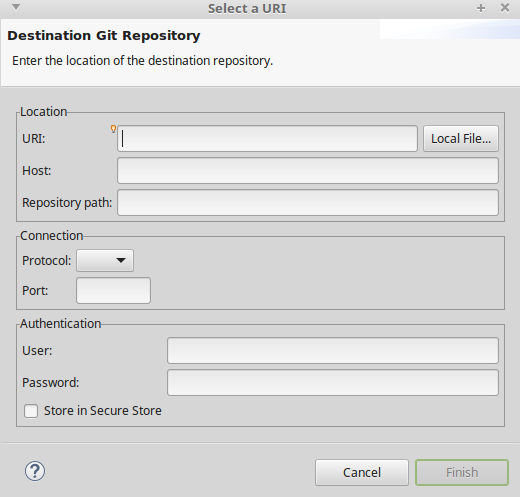 Select a URI
Destination Git Repository
Enter the location of the destination repository.
Location
URI:
Local File...
Host:
Repository path:
Connection
Protocol:
Port:
Authentication
User:
Password:
Store in Secure Store
?
Cancel
Finish